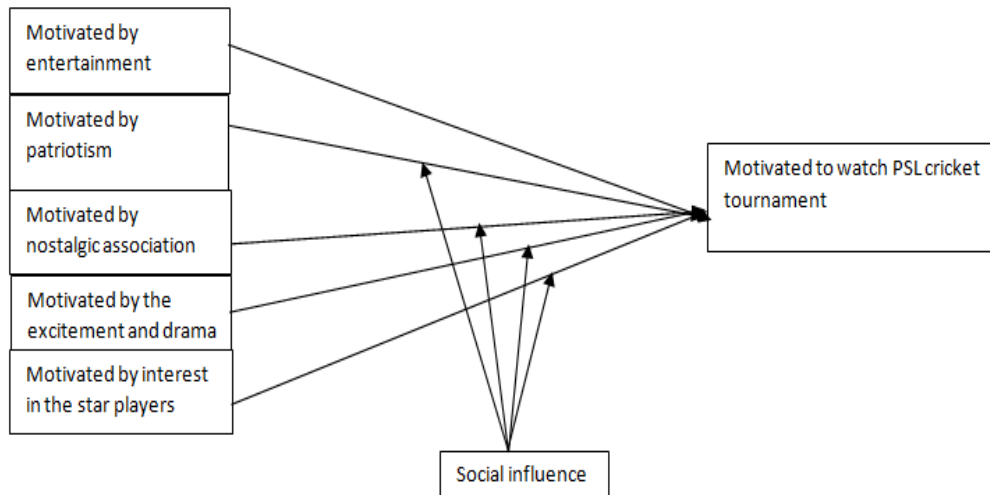 Motivated by
entertainment
Motivated by
patriotism
Motivated by
nostalgic association
Motivated by the
excitement and drama
Motivated by interest
in the star players
Motivated to watch PSL cricket
tournament
Social influence